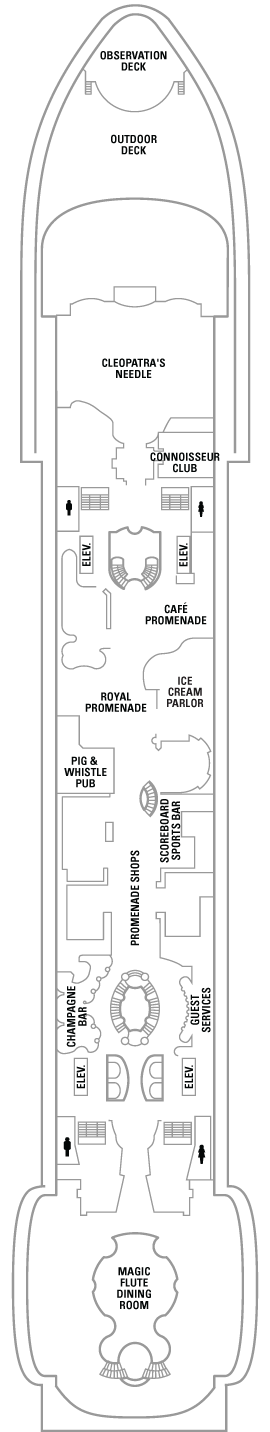 OBSERVATION
DECK
OUTDOOR
DECK
CLEOPATRA'S
NEEDLE
CONNOISSEUR
CLUB
ELEV.
ELEV.
CAFÉ
PROMENADE
ICE
CREAM
PARLOR
ROYAL
PROMENADE
PIG &
WHISTLE
PUB
SCOREBOARD
SPORTS BAR
PROMENADE SHOPS
CHAMPAGNE
BAR
GUEST
SERVICES
ELEV.
ELEV.
MAGIC
FLUTE
DINING
ROOM